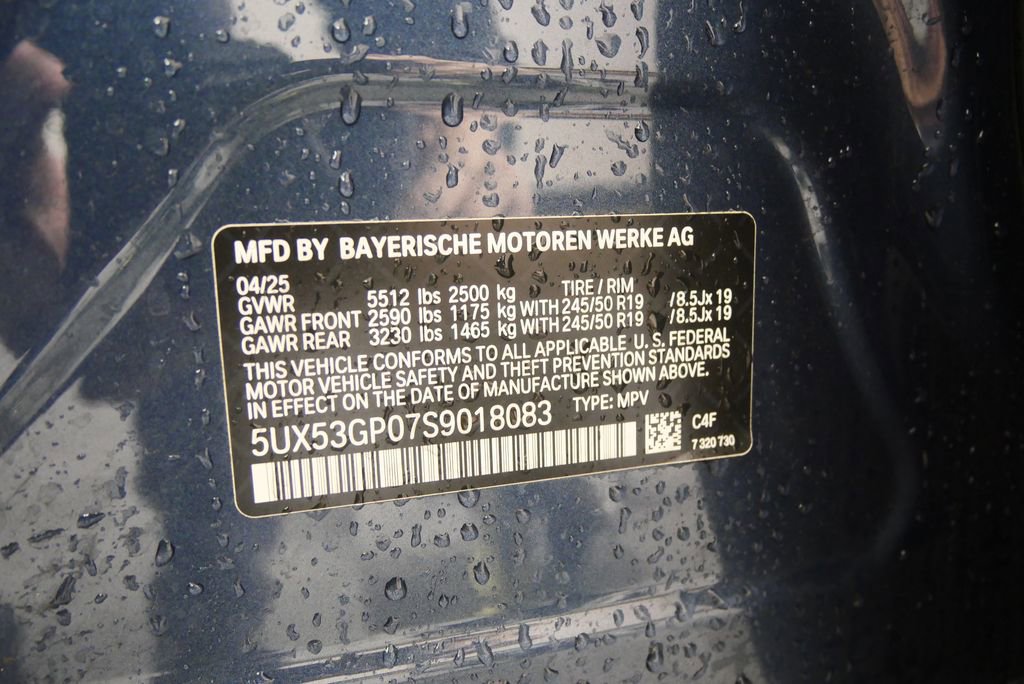 MFD BY BAYERISCHE MOTOREN WERKE AG
04/25 TIRE / RIM
GVWR 5512 lbs 2500 kg
GAWR FRONT 2590 lbs 1175 kg WITH 245/50 R19 /8.5Jx 19
GAWR REAR 3230 lbs 1465 kg WITH 245/50 R19 /8.5Jx 19
THIS VEHICLE CONFORMS TO ALL APPLICABLE U.S. FEDERAL
MOTOR VEHICLE SAFETY AND THEFT PREVENTION STANDARDS
IN EFFECT ON THE DATE OF MANUFACTURE SHOWN ABOVE.
5UX53GP07S9018083 TYPE: MPV
C4F
7 320 730